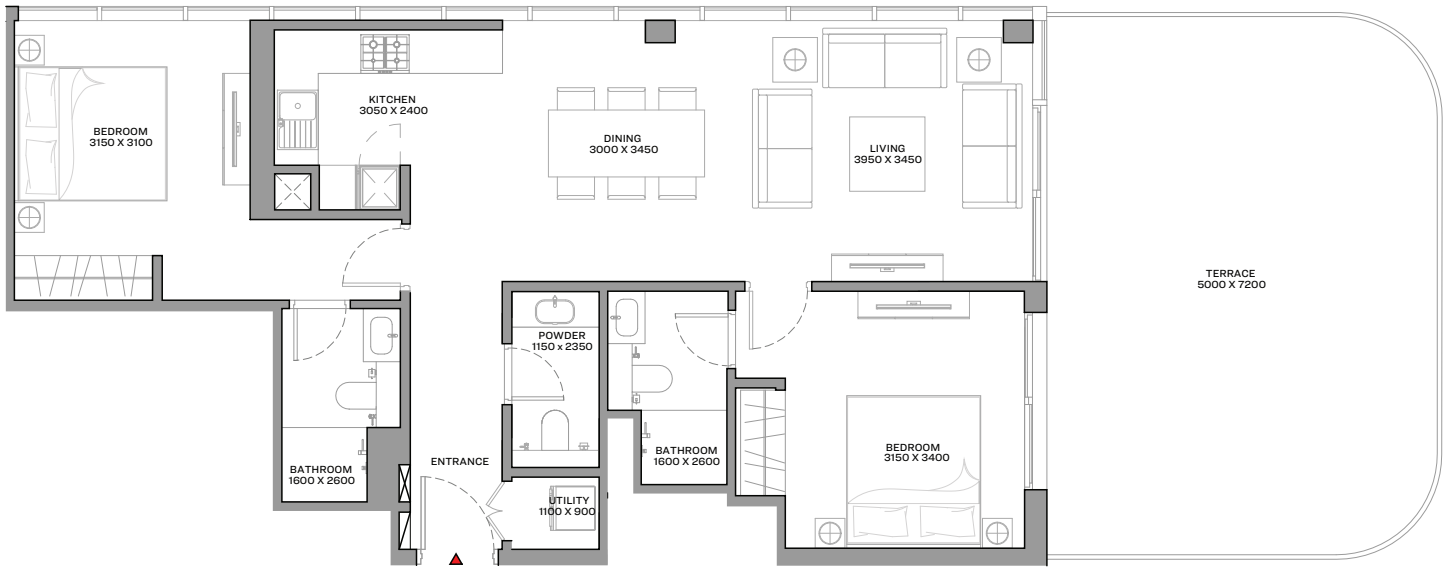 KITCHEN
3050 X 2400
BEDROOM
3150 X 3100
DINING
3000 X 3450
LIVING
3950 X 3450
TERRACE
5000 X 7200
POWDER
1150 x 2350
BEDROOM
3150 X 3400
BATHROOM
1600 X 2600
ENTRANCE
BATHROOM
1600 X 2600
UTILITY
1100 X 900